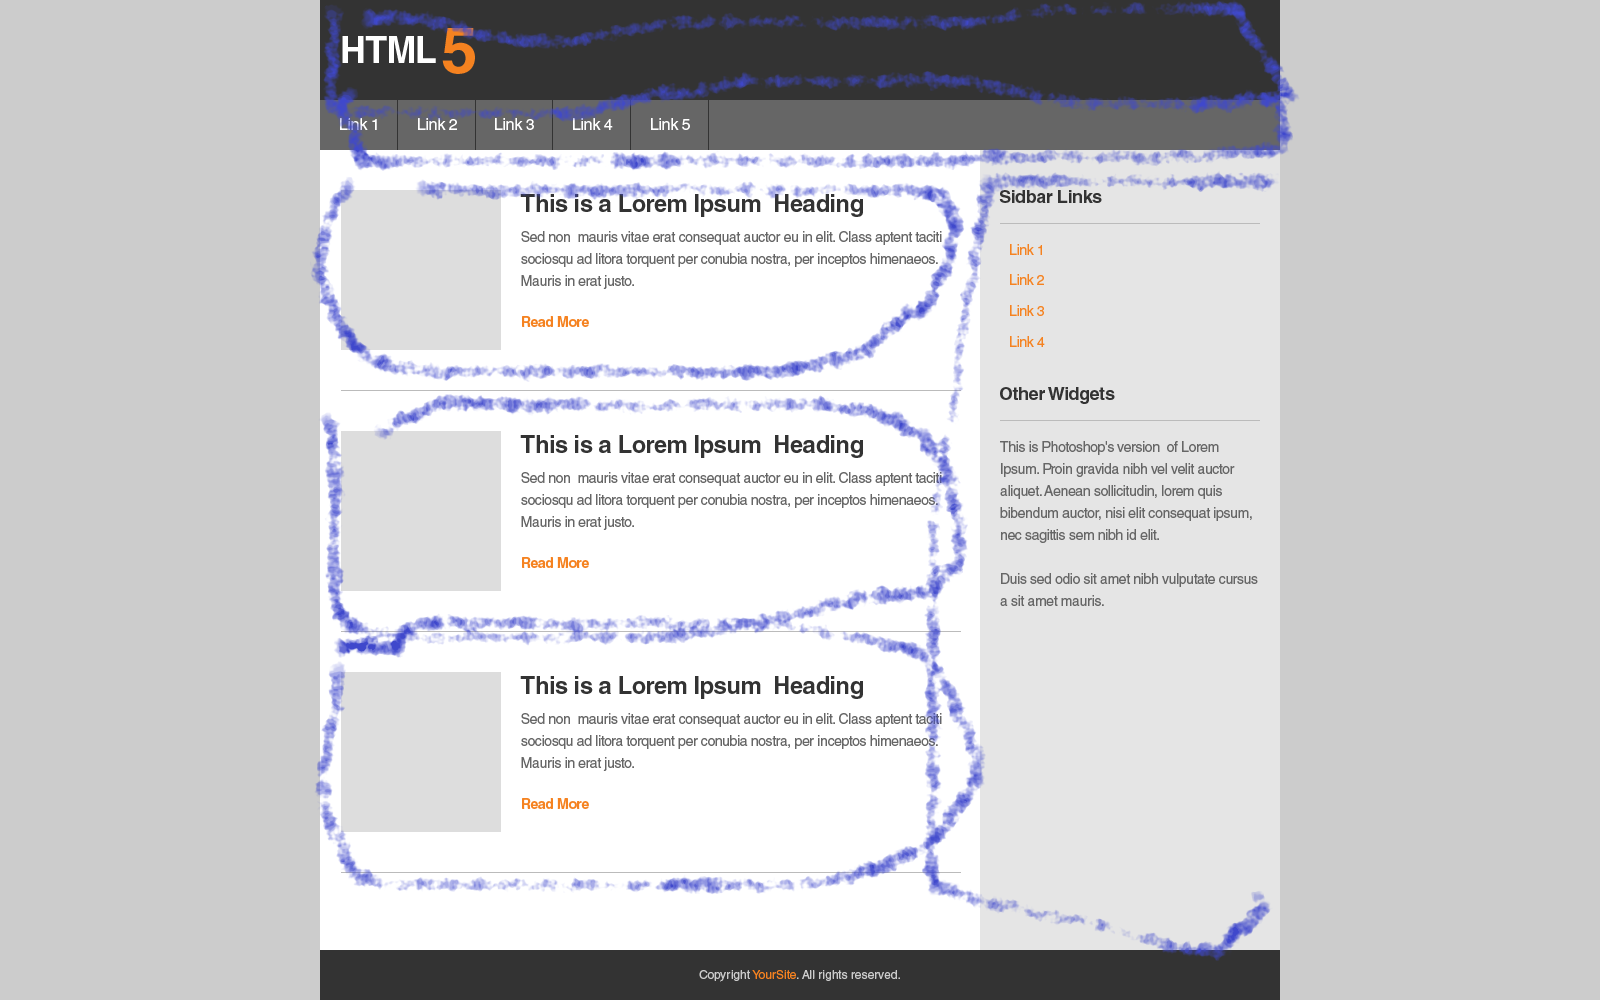 HTML 5
Link 1 Link 2 Link 3 Link 4 Link 5
This is a Lorem Ipsum Heading
Sed non mauris vitae erat consequat auctor eu in elit. Class aptent taciti
sociosqu ad litora torquent per conubia nostra, per inceptos himenaeos.
Mauris in erat justo.
Read More
This is a Lorem Ipsum Heading
Sed non mauris vitae erat consequat auctor eu in elit. Class aptent taciti
sociosqu ad litora torquent per conubia nostra, per inceptos himenaeos.
Mauris in erat justo.
Read More
This is a Lorem Ipsum Heading
Sed non mauris vitae erat consequat auctor eu in elit. Class aptent taciti
sociosqu ad litora torquent per conubia nostra, per inceptos himenaeos.
Mauris in erat justo.
Read More
Sidbar Links
Link 1
Link 2
Link 3
Link 4
Other Widgets
This is Photoshop's version of Lorem
Ipsum. Proin gravida nibh vel velit auctor
aliquet. Aenean sollicitudin, lorem quis
bibendum auctor, nisi elit consequat ipsum,
nec sagittis sem nibh id elit.
Duis sed odio sit amet nibh vulputate cursus
a sit amet mauris.
Copyright YourSite. All rights reserved.